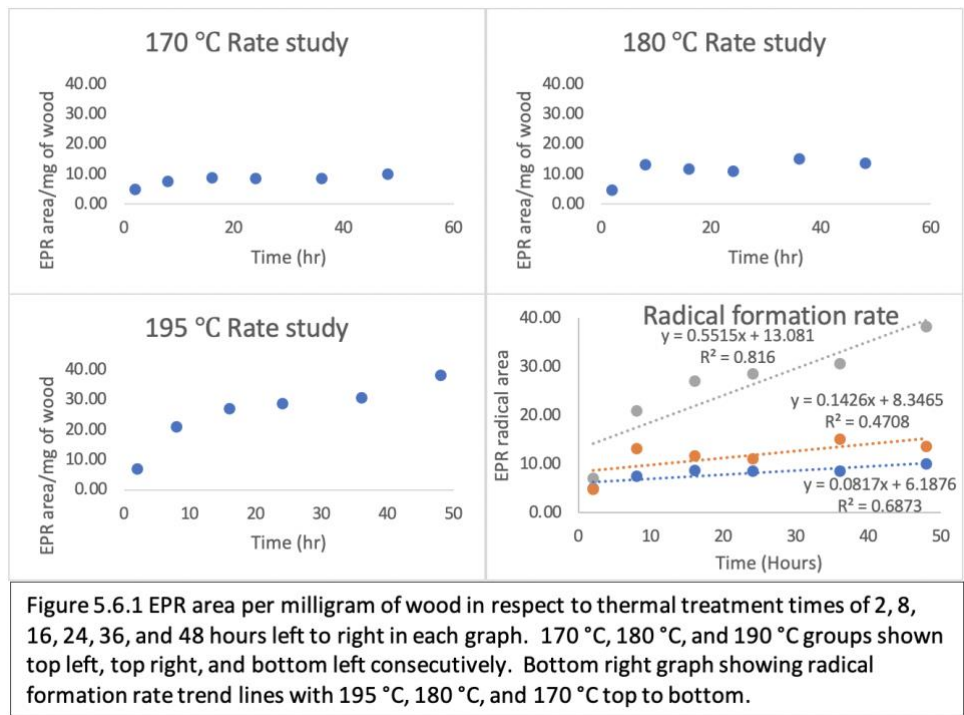 170 °C Rate study
EPR area/mg of wood
40.00
30.00
20.00
10.00
0.00
0 20 40 60
Time (hr)
180 °C Rate study
EPR area/mg of wood
40.00
30.00
20.00
10.00
0.00
0 20 40 60
Time (hr)
195 °C Rate study
EPR area/mg of wood
40.00
30.00
20.00
10.00
0.00
0 10 20 30 40 50
Time (hr)
Radical formation rate
EPR radical area
40.00
30.00
20.00
10.00
0.00
y = 0.5515x + 13.081
R² = 0.816
y = 0.1426x + 8.3465
R² = 0.4708
y = 0.0817x + 6.1876
R² = 0.6873
0 10 20 30 40 50
Time (Hours)
Figure 5.6.1 EPR area per milligram of wood in respect to thermal treatment times of 2, 8,
16, 24, 36, and 48 hours left to right in each graph. 170 °C, 180 °C, and 190 °C groups shown
top left, top right, and bottom left consecutively. Bottom right graph showing radical
formation rate trend lines with 195 °C, 180 °C, and 170 °C top to bottom.